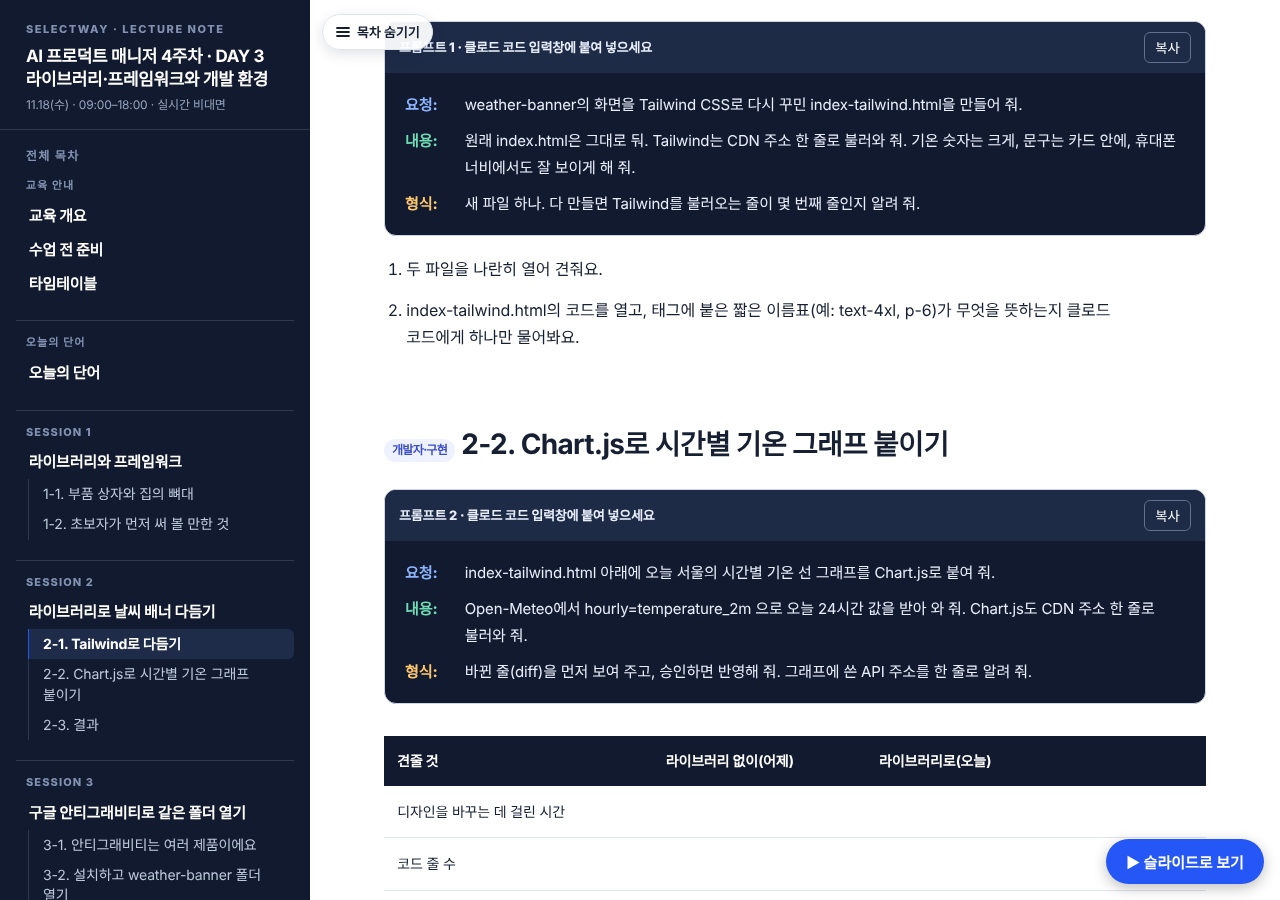 SELECTWAY · LECTURE NOTE
AI 프로덕트 매니저 4주차 · DAY 3
라이브러리·프레임워크와 개발 환경
11.18(수) · 09:00–18:00 · 실시간 비대면
전체 목차
교육 안내
교육 개요
수업 전 준비
타임테이블
오늘의 단어
오늘의 단어
SESSION 1
라이브러리와 프레임워크
1-1. 부품 상자와 집의 뼈대
1-2. 초보자가 먼저 써 볼 만한 것
SESSION 2
라이브러리로 날씨 배너 다듬기
2-1. Tailwind로 다듬기
2-2. Chart.js로 시간별 기온 그래프
붙이기
2-3. 결과
SESSION 3
구글 안티그래비티로 같은 폴더 열기
3-1. 안티그래비티는 여러 제품이에요
3-2. 설치하고 weather-banner 폴더
열기
목차 숨기기
프롬프트 1 · 클로드 코드 입력창에 붙여 넣으세요
복사
요청: weather-banner의 화면을 Tailwind CSS로 다시 꾸민 index-tailwind.html을 만들어 줘.
내용: 원래 index.html은 그대로 둬. Tailwind는 CDN 주소 한 줄로 불러와 줘. 기온 숫자는 크게, 문구는 카드 안에, 휴대폰
너비에서도 잘 보이게 해 줘.
형식: 새 파일 하나. 다 만들면 Tailwind를 불러오는 줄이 몇 번째 줄인지 알려 줘.
1. 두 파일을 나란히 열어 견줘요.
2. index-tailwind.html의 코드를 열고, 태그에 붙은 짧은 이름표(예: text-4xl, p-6)가 무엇을 뜻하는지 클로드
코드에게 하나만 물어봐요.
개발자·구현 2-2. Chart.js로 시간별 기온 그래프 붙이기
프롬프트 2 · 클로드 코드 입력창에 붙여 넣으세요
복사
요청: index-tailwind.html 아래에 오늘 서울의 시간별 기온 선 그래프를 Chart.js로 붙여 줘.
내용: Open-Meteo에서 hourly=temperature_2m 으로 오늘 24시간 값을 받아 와 줘. Chart.js도 CDN 주소 한 줄로
불러와 줘.
형식: 바뀐 줄(diff)을 먼저 보여 주고, 승인하면 반영해 줘. 그래프에 쓴 API 주소를 한 줄로 알려 줘.
견줄 것 라이브러리 없이(어제) 라이브러리로(오늘)
디자인을 바꾸는 데 걸린 시간
코드 줄 수
▶ 슬라이드로 보기